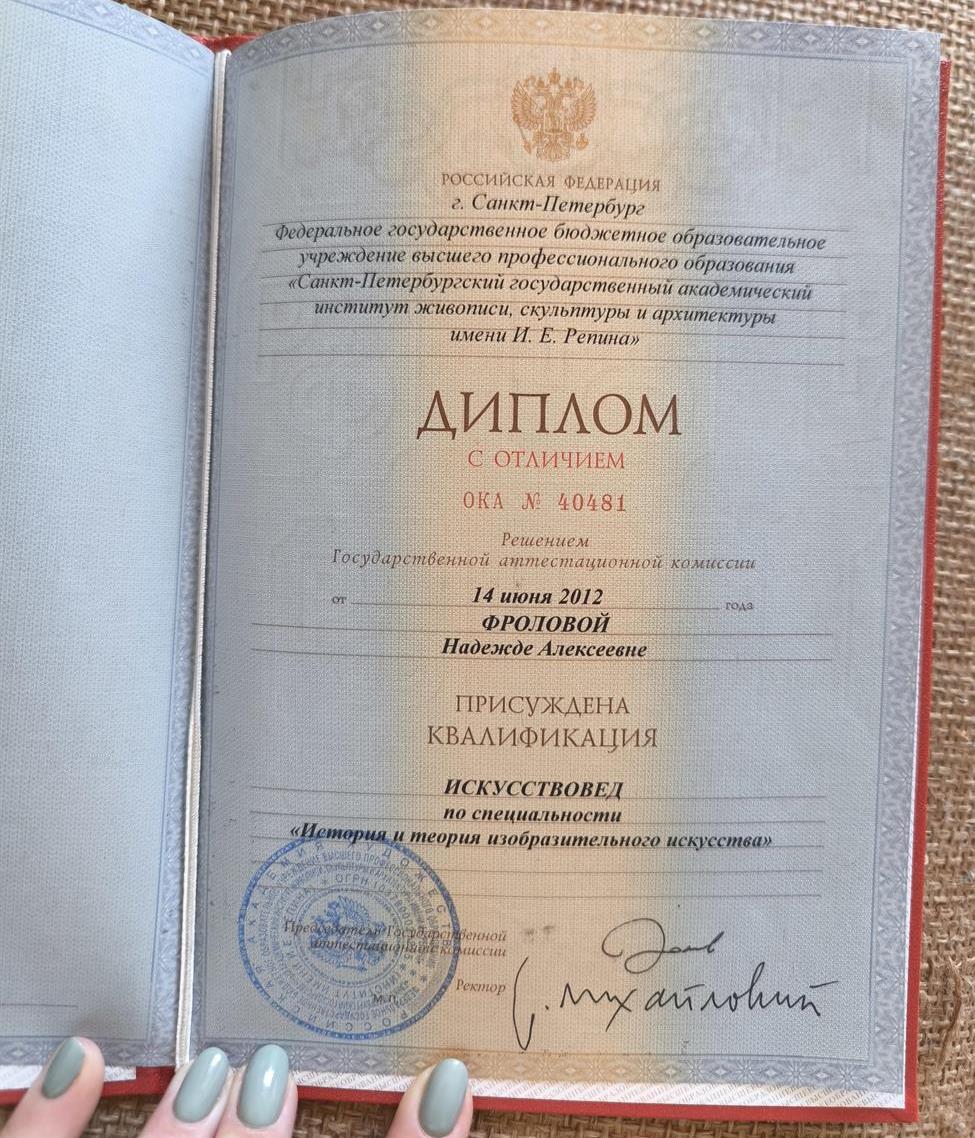 РОССИЙСКАЯ ФЕДЕРАЦИЯ
г. Санкт-Петербург
Федеральное государственное бюджетное образовательное
учреждение высшего профессионального образования
«Санкт-Петербургский государственный академический
институт живописи, скульптуры и архитектуры
имени И. Е. Репина»
ДИПЛОМ
С ОТЛИЧИЕМ
ОКА № 40481
Решением
Государственной аттестационной комиссии
от 14 июня 2012 года
ФРОЛОВОЙ
Надежде Алексеевне
ПРИСУЖДЕНА
КВАЛИФИКАЦИЯ
ИСКУССТВОВЕД
по специальности
«История и теория изобразительного искусства»
Председатель Государственной
аттестационной комиссии
Ректор
М.П.